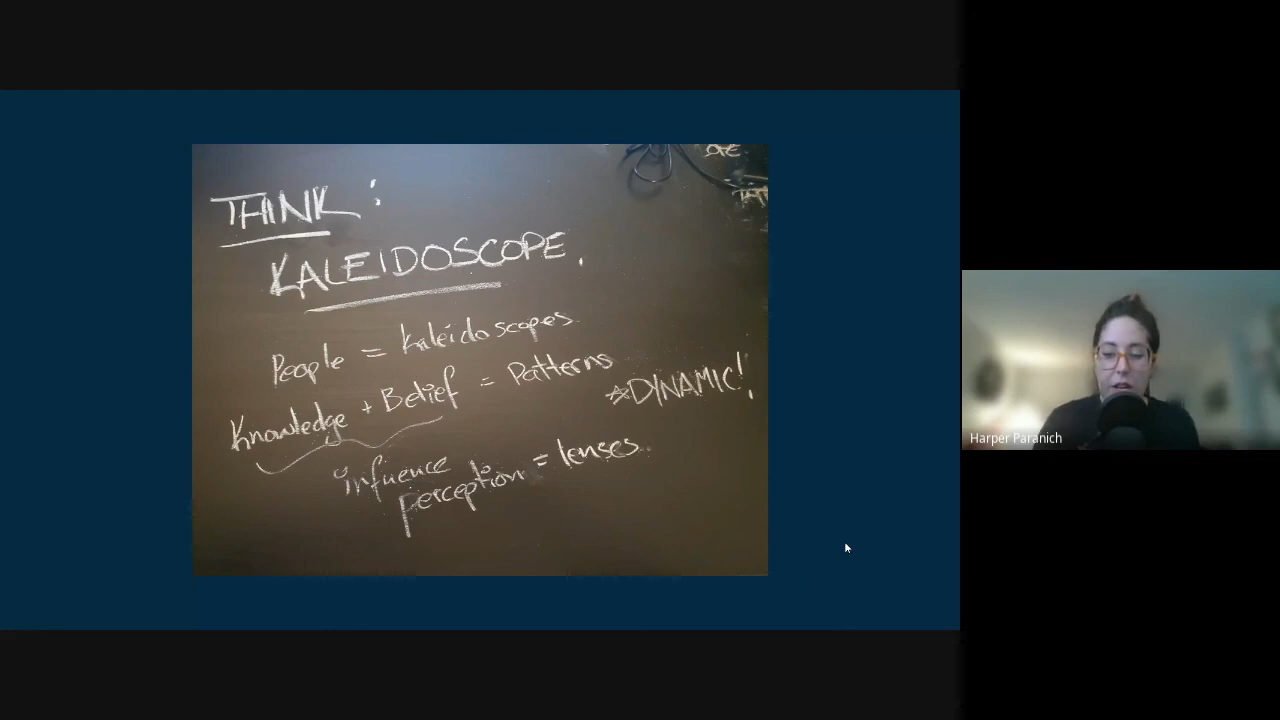 THINK:
KALEIDOSCOPE.
People = Kaleidoscopes
Knowledge + Belief = Patterns
*DYNAMIC!
influence
perception = lenses.
Harper Paranich